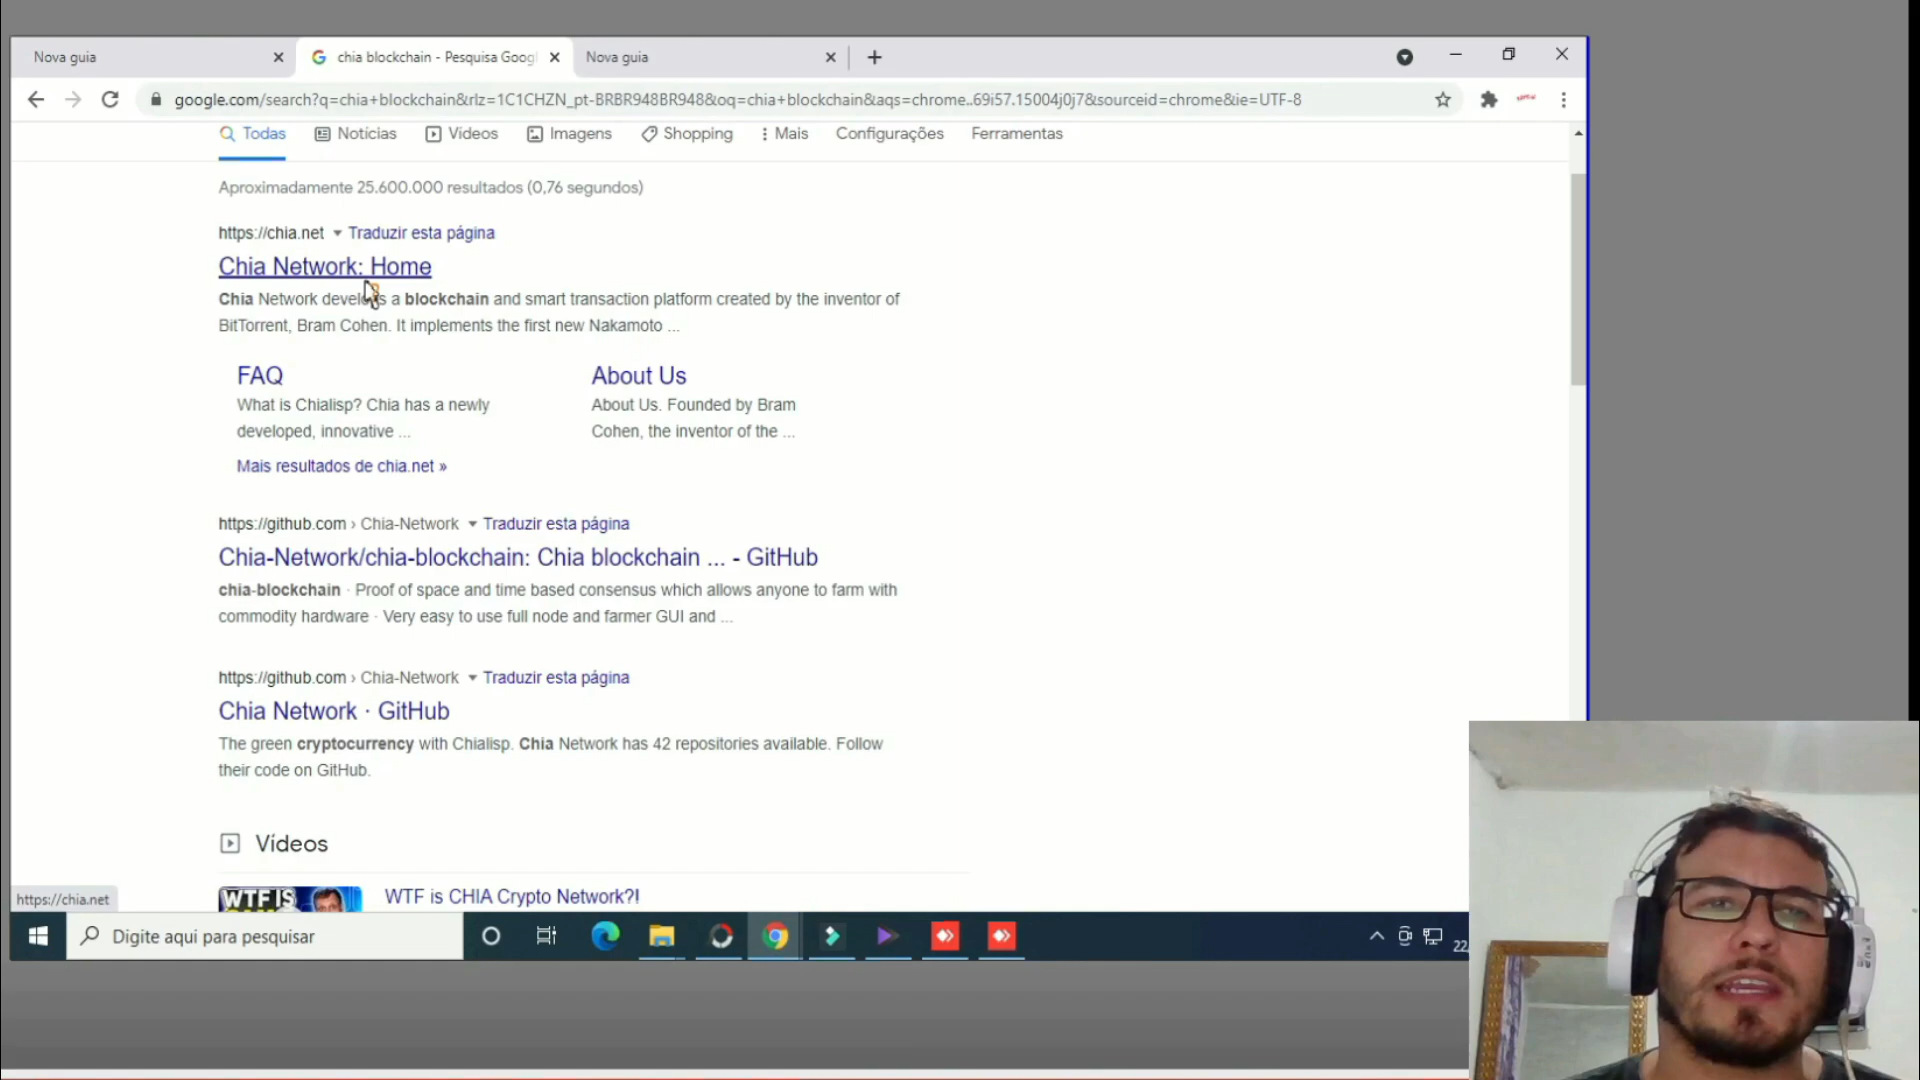 Nova guia
chia blockchain - Pesquisa Goog
Nova guia
google.com/search?q=chia+blockchain&rlz=1C1CHZN_pt-BRBR948BR948&oq=chia+blockchain&aqs=chrome..69i57.15004j0j7&sourceid=chrome&ie=UTF-8
Todas Notícias Vídeos Imagens Shopping Mais Configurações Ferramentas
Aproximadamente 25.600.000 resultados (0,76 segundos)
https://chia.net Traduzir esta página
Chia Network: Home
Chia Network develops a blockchain and smart transaction platform created by the inventor of
BitTorrent, Bram Cohen. It implements the first new Nakamoto ...
FAQ
What is Chialisp? Chia has a newly
developed, innovative ...
About Us
About Us. Founded by Bram
Cohen, the inventor of the ...
Mais resultados de chia.net »
https://github.com › Chia-Network Traduzir esta página
Chia-Network/chia-blockchain: Chia blockchain ... - GitHub
chia-blockchain · Proof of space and time based consensus which allows anyone to farm with
commodity hardware · Very easy to use full node and farmer GUI and ...
https://github.com › Chia-Network Traduzir esta página
Chia Network · GitHub
The green cryptocurrency with Chialisp. Chia Network has 42 repositories available. Follow
their code on GitHub.
Vídeos
WTF IS
WTF is CHIA Crypto Network?!
https://chia.net
Digite aqui para pesquisar
22